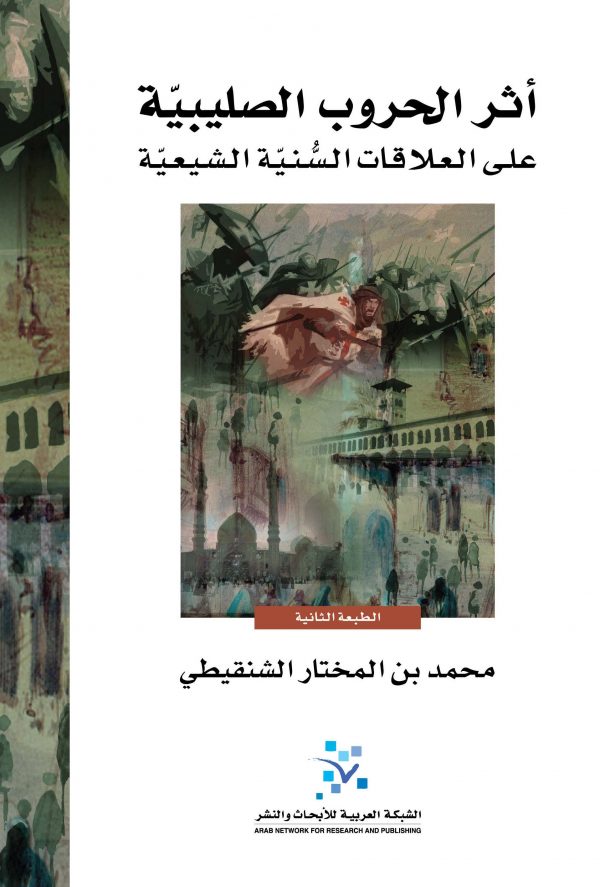 أثر الحروب الصليبيّة
على العلاقات السُّنيّة الشيعيّة
الطبعة الثانية
محمد بن المختار الشنقيطي
الشبكة العربية للأبحاث والنشر
ARAB NETWORK FOR RESEARCH AND PUBLISHING